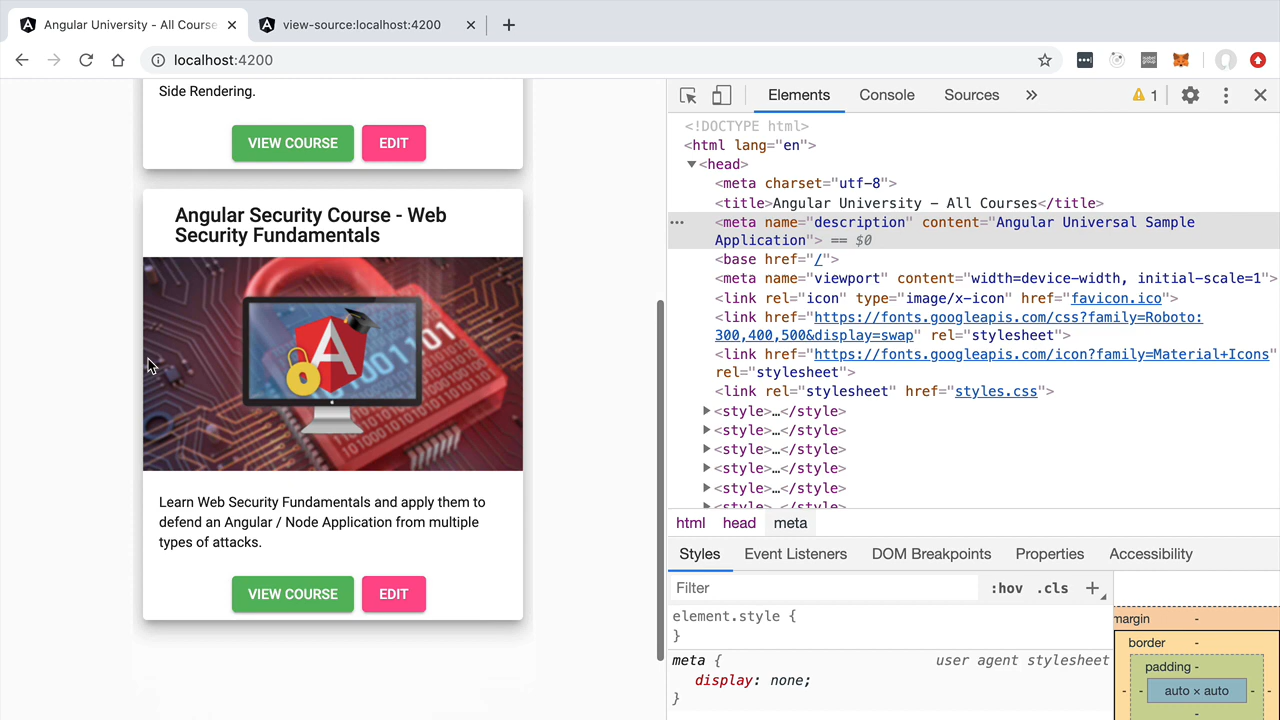 Angular University - All Course
view-source:localhost:4200
localhost:4200
Side Rendering.
VIEW COURSE
EDIT
Angular Security Course - Web
Security Fundamentals
Learn Web Security Fundamentals and apply them to
defend an Angular / Node Application from multiple
types of attacks.
VIEW COURSE
EDIT
Elements
Console
Sources
»
1
<!DOCTYPE html>
<html lang="en">
<head>
<meta charset="utf-8">
<title>Angular University - All Courses</title>
<meta name="description" content="Angular Universal Sample
Application"> == $0
<base href="/">
<meta name="viewport" content="width=device-width, initial-scale=1">
<link rel="icon" type="image/x-icon" href="favicon.ico">
<link href="https://fonts.googleapis.com/css?family=Roboto:
300,400,500&display=swap" rel="stylesheet">
<link href="https://fonts.googleapis.com/icon?family=Material+Icons"
rel="stylesheet">
<link rel="stylesheet" href="styles.css">
<style>…</style>
<style>…</style>
<style>…</style>
<style>…</style>
<style>…</style>
<style>…</style>
html head meta
Styles
Event Listeners
DOM Breakpoints
Properties
Accessibility
Filter
:hov .cls +
element.style {
}
meta {
user agent stylesheet
display: none;
}
margin -
border -
padding -
- - auto × auto - -
-